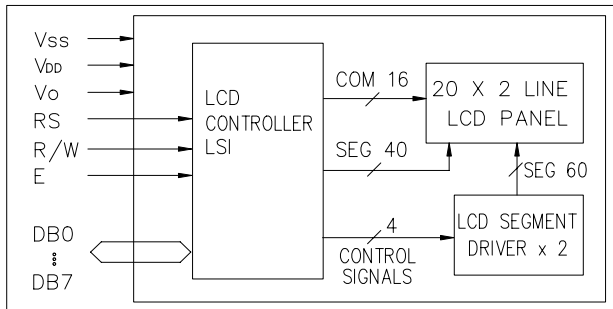 Vss
VDD
Vo
RS
R/W
E
DB0
DB7
LCD
CONTROLLER
LSI
COM 16
SEG 40
4
CONTROL
SIGNALS
20 X 2 LINE
LCD PANEL
SEG 60
LCD SEGMENT
DRIVER x 2